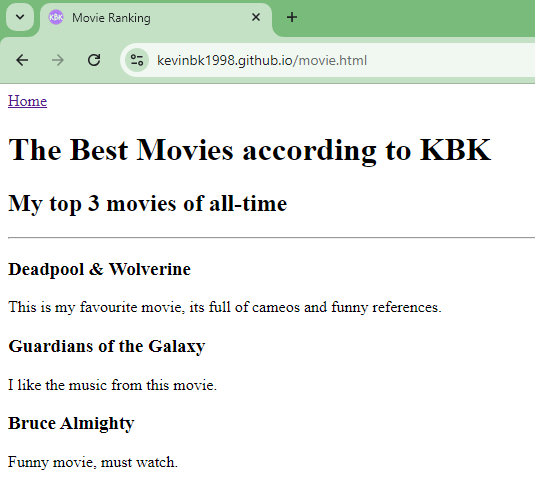 KBK Movie Ranking
kevinbk1998.github.io/movie.html
Home
The Best Movies according to KBK
My top 3 movies of all-time
Deadpool & Wolverine
This is my favourite movie, its full of cameos and funny references.
Guardians of the Galaxy
I like the music from this movie.
Bruce Almighty
Funny movie, must watch.